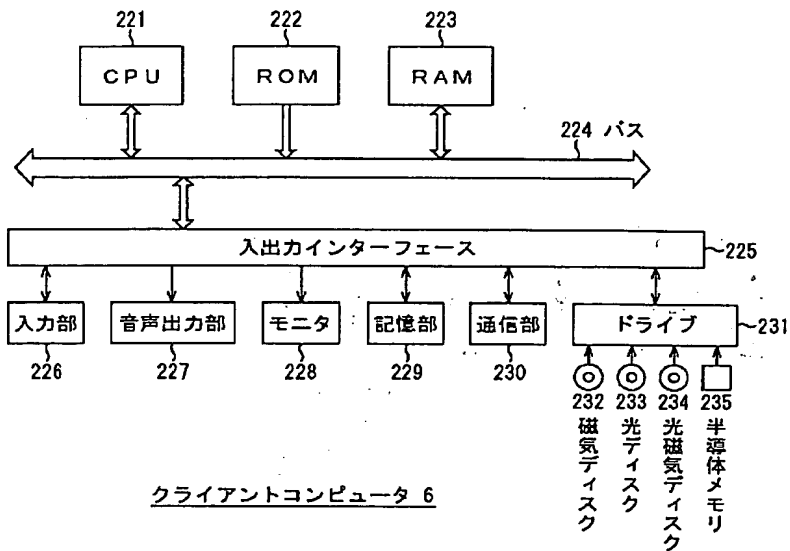 221 222 223
CPU ROM RAM
224 バス
入出力インターフェース
225
入力部 音声出力部 モニタ 記憶部 通信部 ドライブ
231
226 227 228 229 230
232 233 234 235
磁気ディスク
光ディスク
光磁気ディスク
半導体メモリ
クライアントコンピュータ 6